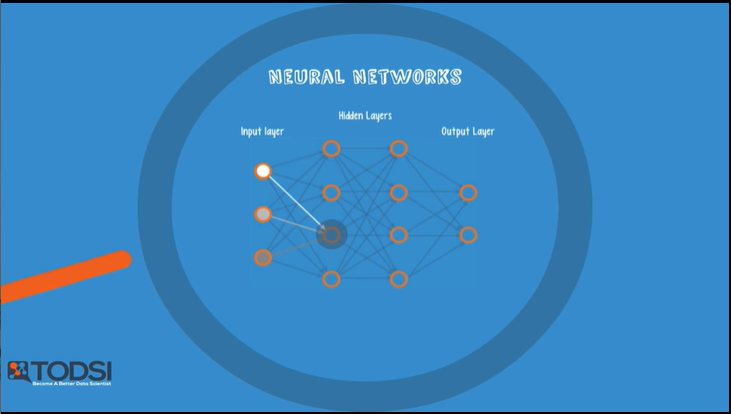 NEURAL NETWORKS
Hidden Layers
Input layer
Output Layer
TODSI
Become A Better Data Scientist